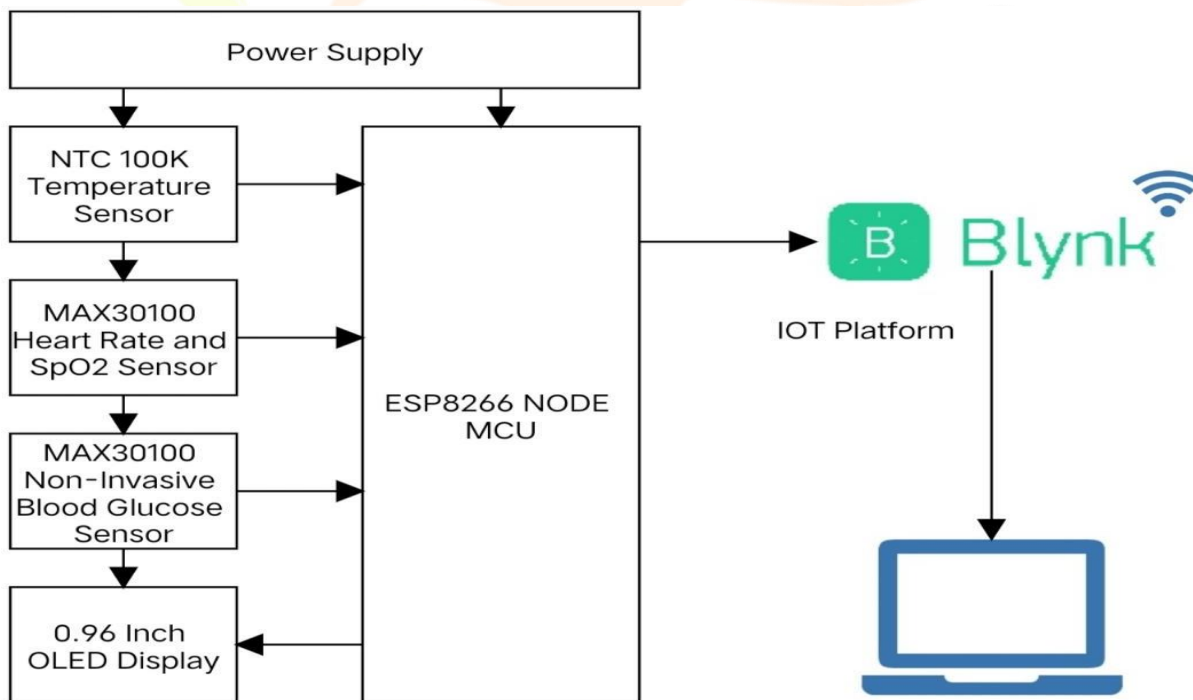 Power Supply
NTC 100K
Temperature
Sensor
MAX30100
Heart Rate and
SpO2 Sensor
MAX30100
Non-Invasive
Blood Glucose
Sensor
0.96 Inch
OLED Display
ESP8266 NODE
MCU
B Blynk
IOT Platform